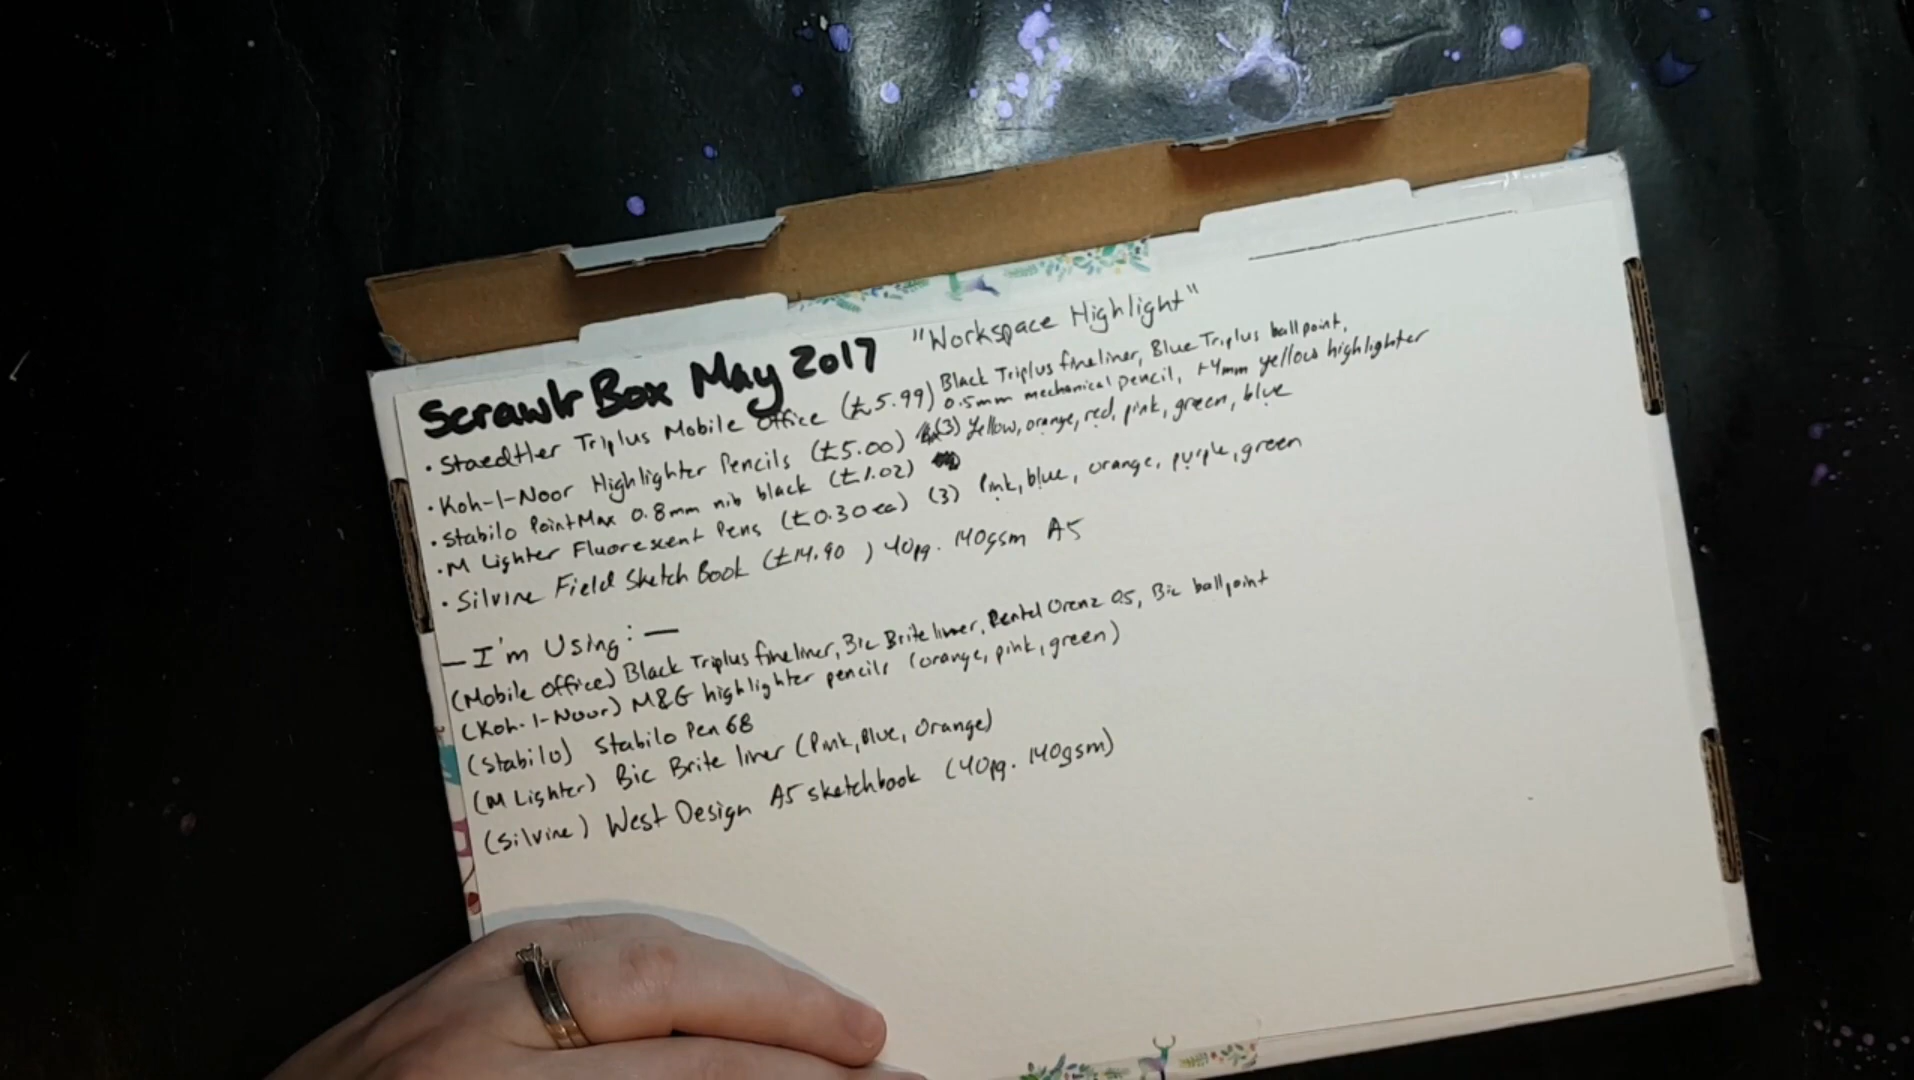 Scrawlr Box May 2017 "Workspace Highlight"
• Staedtler Triplus Mobile Office (£5.99) Black Triplus fineliner, Blue Triplus ballpoint,
0.5mm mechanical pencil, 1-4mm yellow highlighter
• Koh-I-Noor Highlighter Pencils (£5.00) (3) Yellow, orange, red, pink, green, blue
• Stabilo PointMax 0.8mm nib black (£1.02)
• M Lighter Fluorescent Pens (£0.30ea) (3) Pink, blue, orange, purple, green
• Silvine Field Sketch Book (£14.90) 40pg. 140gsm A5
— I'm Using: —
(Mobile Office) Black Triplus fineliner, Bic Brite liner, Pentel Orenz 0.5, Bic ballpoint
(Koh-I-Noor) M&G highlighter pencils (orange, pink, green)
(Stabilo) Stabilo Pen 68
(M Lighter) Bic Brite liner (Pink, Blue, Orange)
(Silvine) West Design A5 sketchbook (40pg. 140gsm)